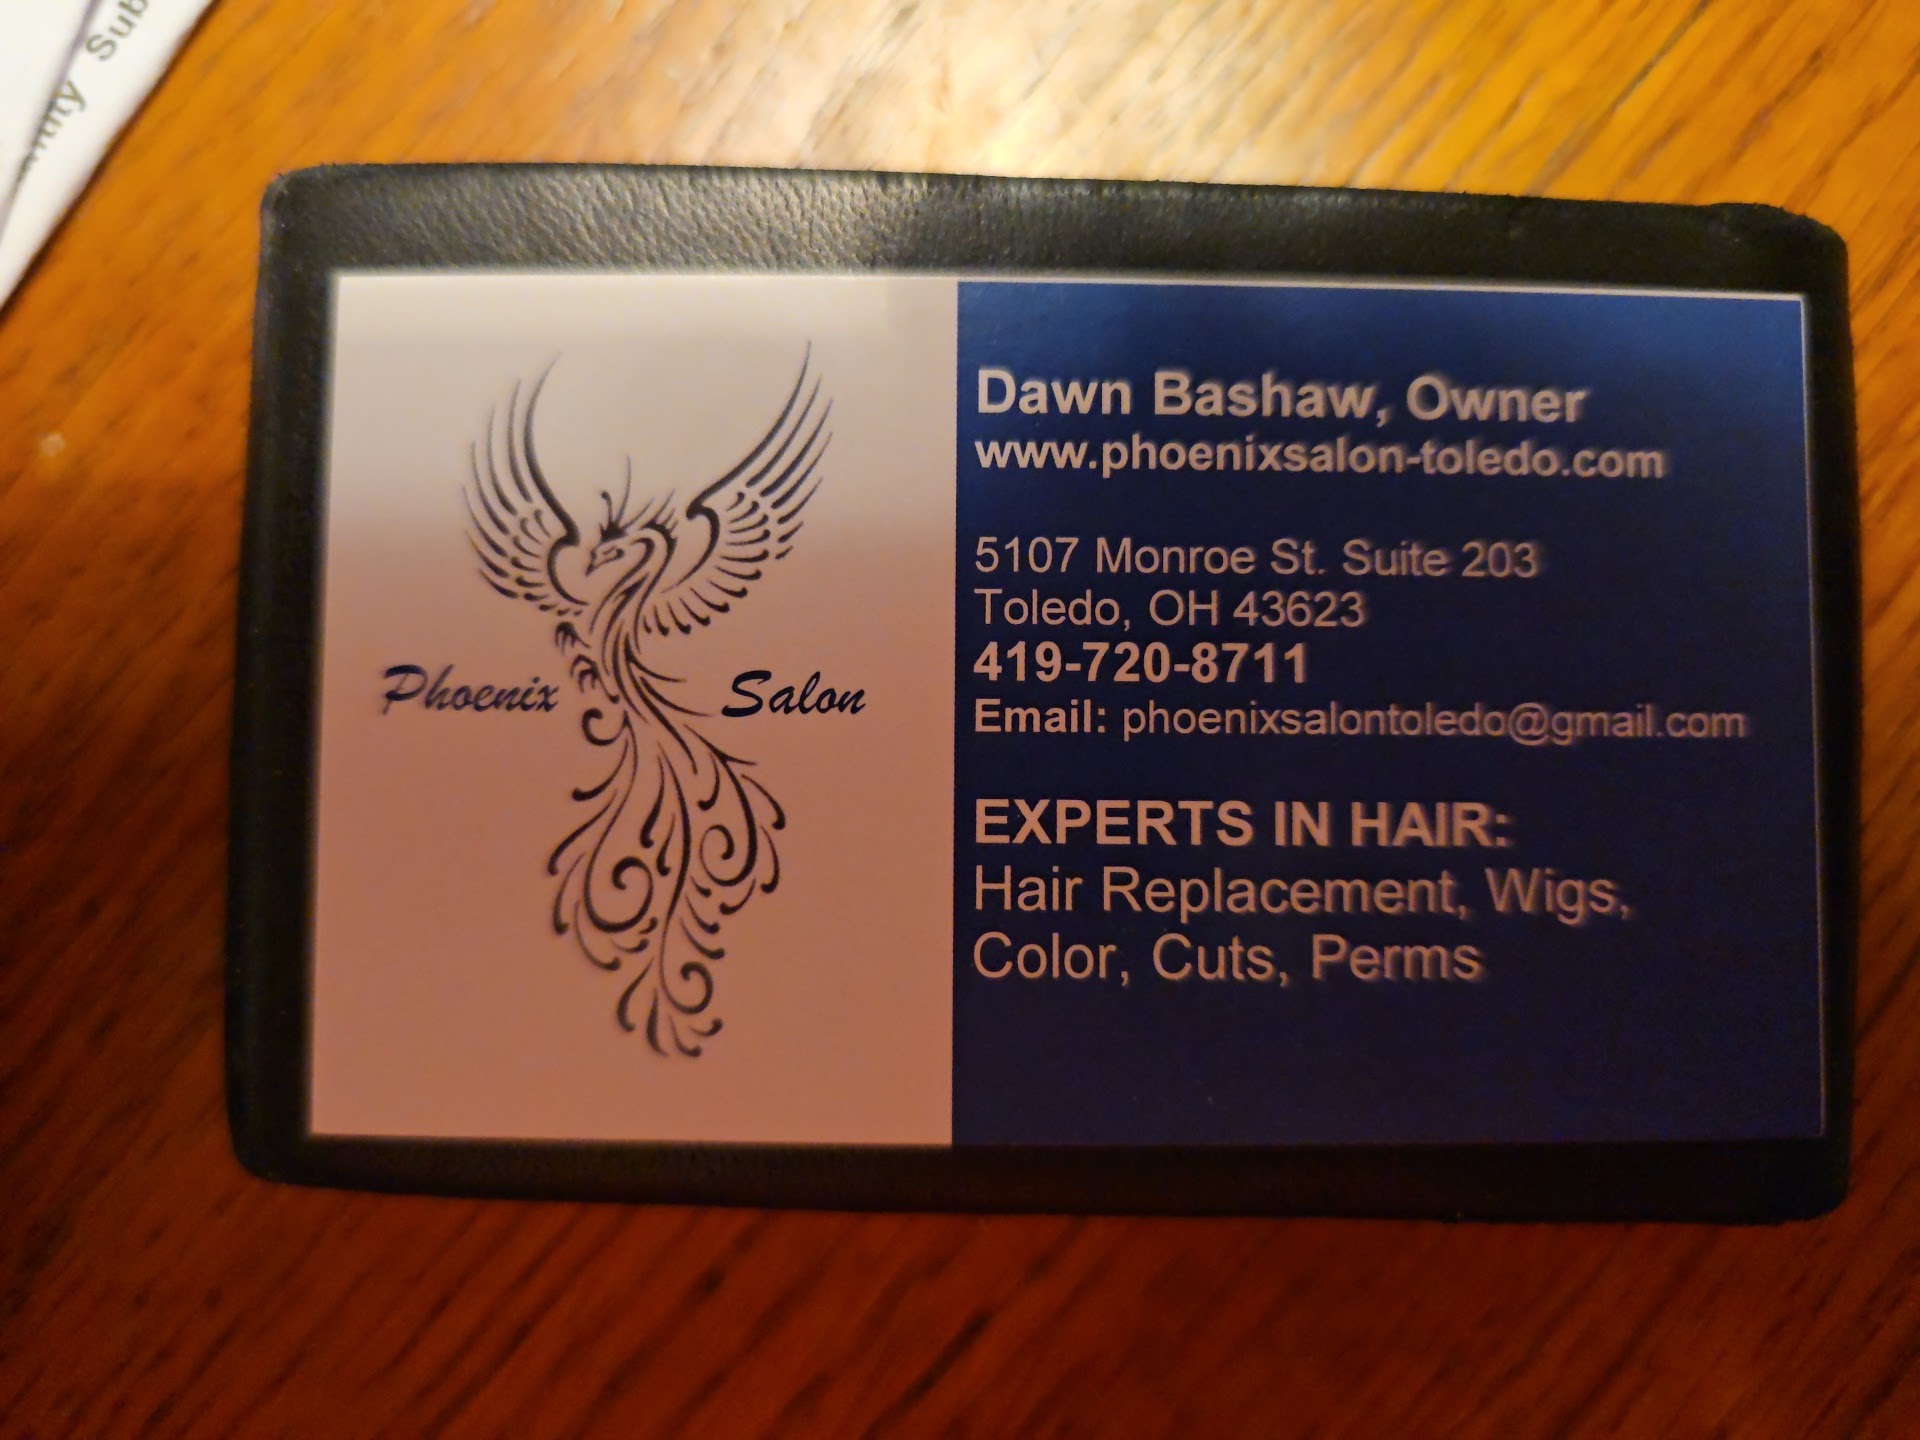 Phoenix Salon
Dawn Bashaw, Owner
www.phoenixsalon-toledo.com
5107 Monroe St. Suite 203
Toledo, OH 43623
419-720-8711
Email: phoenixsalontoledo@gmail.com
EXPERTS IN HAIR:
Hair Replacement, Wigs,
Color, Cuts, Perms